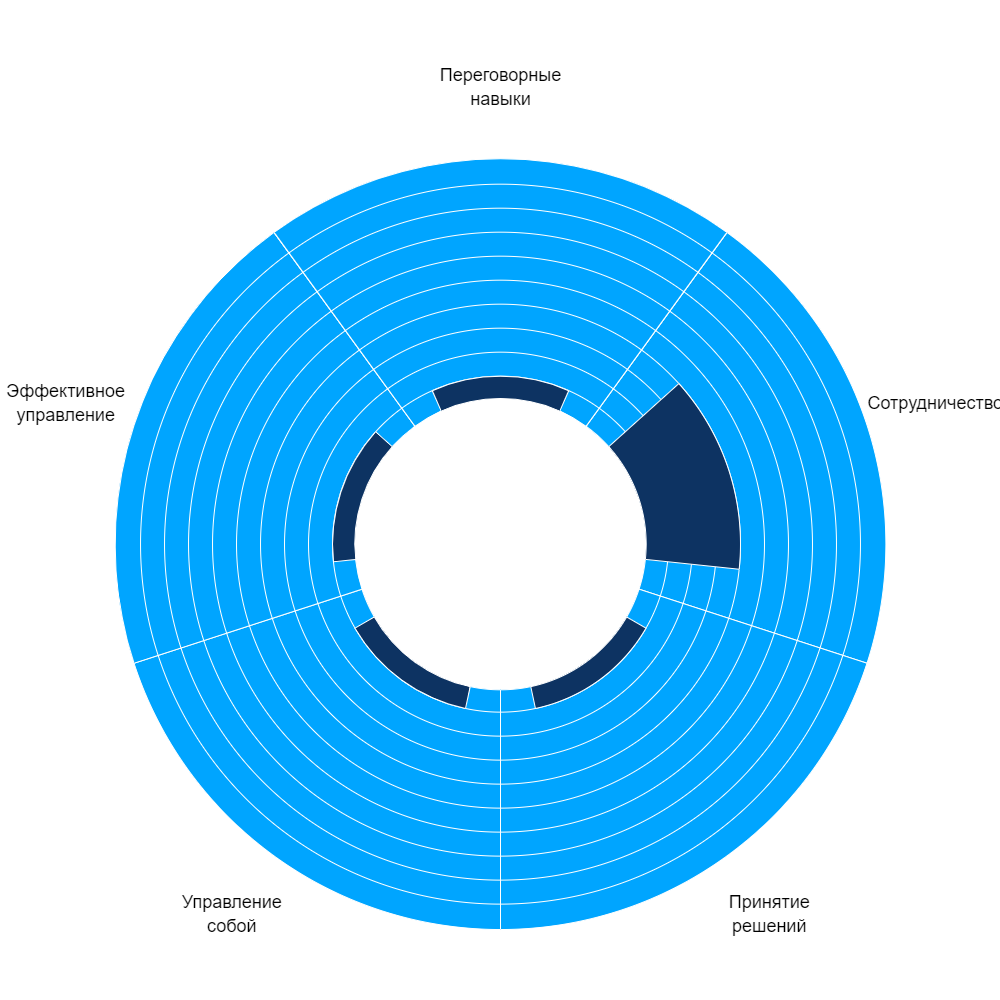 Переговорные
навыки
Эффективное
управление
Сотрудничество
Управление
собой
Принятие
решений